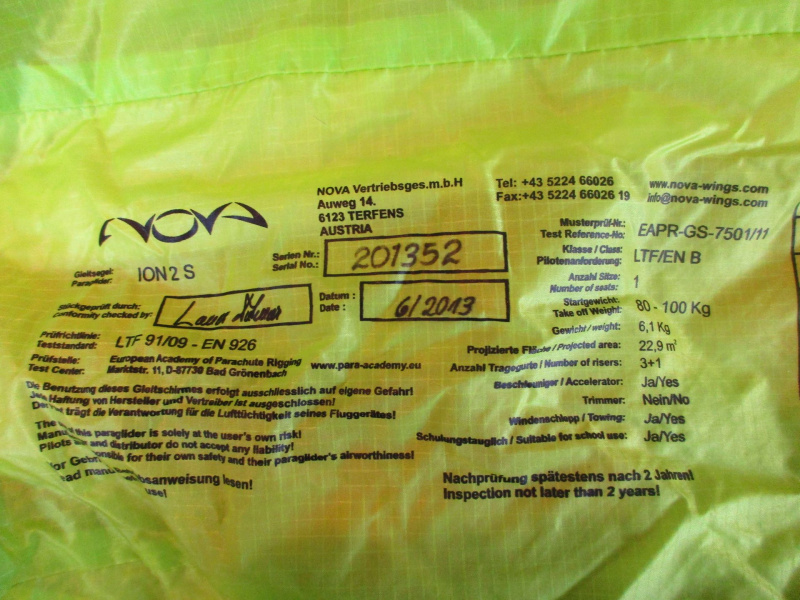 NOVA
NOVA Vertriebsges.m.b.H
Auweg 14.
6123 TERFENS
AUSTRIA
Tel: +43 5224 66026
Fax:+43 5224 66026 19
www.nova-wings.com
info@nova-wings.com
Gleitsegel:
Paraglider:
ION 2 S
Serien Nr.:
Serial No.:
201352
Stückgeprüft durch:
conformity checked by:
Datum :
Date :
6/2013
Prüfrichtlinie:
Teststandard:
LTF 91/09 - EN 926
Prüfstelle:
Test Center:
European Academy of Parachute Rigging
Marktstr. 11, D-87730 Bad Grönenbach
www.para-academy.eu
Musterprüf-Nr.:
Test Reference-No:
EAPR-GS-7501/11
Klasse / Class:
Pilotenanforderung:
LTF/EN B
Anzahl Sitze:
Number of seats:
1
Startgewicht:
Take off Weight:
80 - 100 Kg
Gewicht / weight:
6,1 Kg
Projizierte Fläche / Projected area:
22,9 m²
Anzahl Tragegurte / Number of risers:
3+1
Beschleuniger / Accelerator:
Ja/Yes
Trimmer:
Nein/No
Windenschlepp / Towing:
Ja/Yes
Schulungstauglich / Suitable for school use:
Ja/Yes
Die Benutzung dieses Gleitschirmes erfolgt ausschliesslich auf eigene Gefahr!
Jede Haftung von Hersteller und Vertreiber ist ausgeschlossen!
trägt die Verantwortung für die Lufttüchtigkeit seines Fluggerätes!
The
this paraglider is solely at the user's own risk!
and distributor do not accept any liability!
Pilots
for their own safety and their paraglider's airworthiness!
lesen!
use!
Nachprüfung spätestens nach 2 Jahren!
Inspection not later than 2 years!